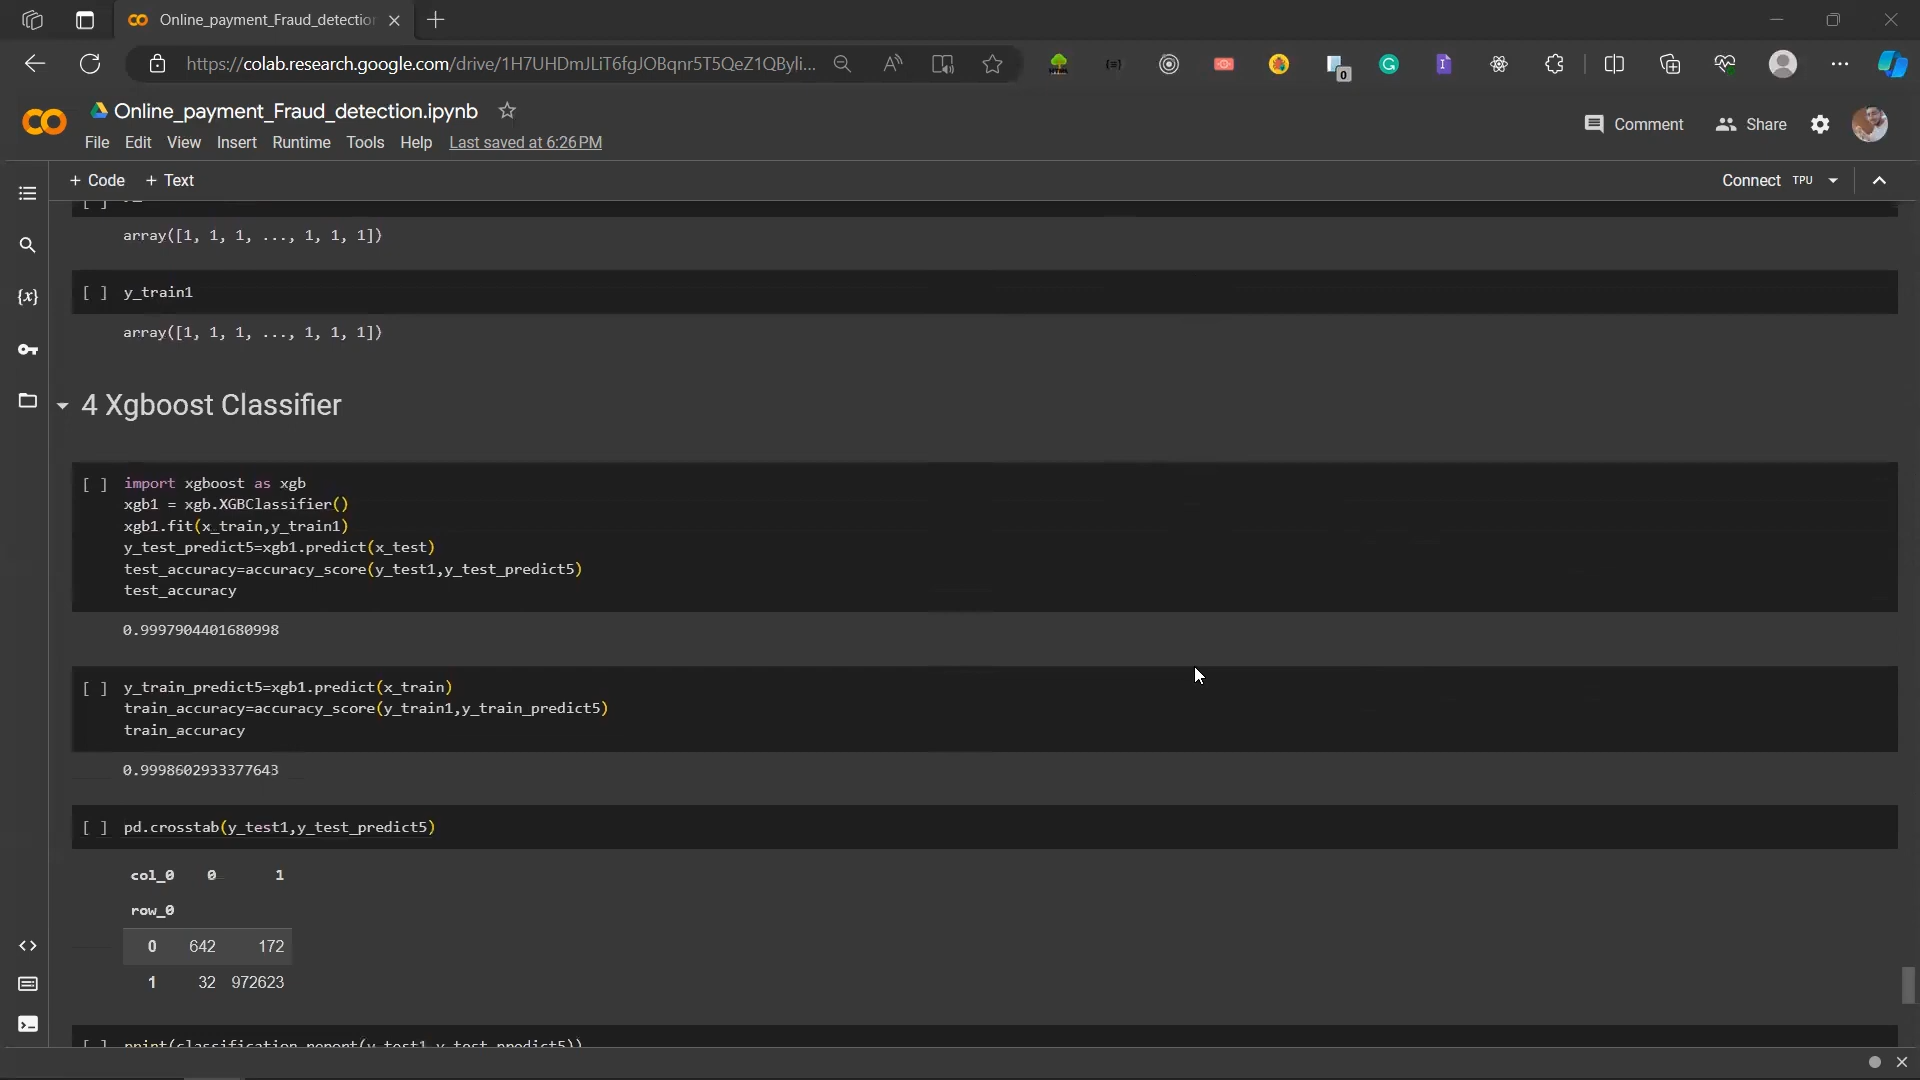 Online_payment_Fraud_detectio
https://colab.research.google.com/drive/1H7UHDmJLiT6fgJOBqnr5T5QeZ1QByli...
0
Online_payment_Fraud_detection.ipynb
File Edit View Insert Runtime Tools Help Last saved at 6:26 PM
Comment Share
+ Code + Text
Connect TPU
array([1, 1, 1, ..., 1, 1, 1])
[ ] y_train1
array([1, 1, 1, ..., 1, 1, 1])
4 Xgboost Classifier
[ ] import xgboost as xgb
xgb1 = xgb.XGBClassifier()
xgb1.fit(x_train,y_train1)
y_test_predict5=xgb1.predict(x_test)
test_accuracy=accuracy_score(y_test1,y_test_predict5)
test_accuracy
0.9997904401680998
[ ] y_train_predict5=xgb1.predict(x_train)
train_accuracy=accuracy_score(y_train1,y_train_predict5)
train_accuracy
0.9998602933377643
[ ] pd.crosstab(y_test1,y_test_predict5)
col_0 0 1
row_0
0 642 172
1 32 972623
[ ] print(classification_report(y_test1,y_test_predict5))